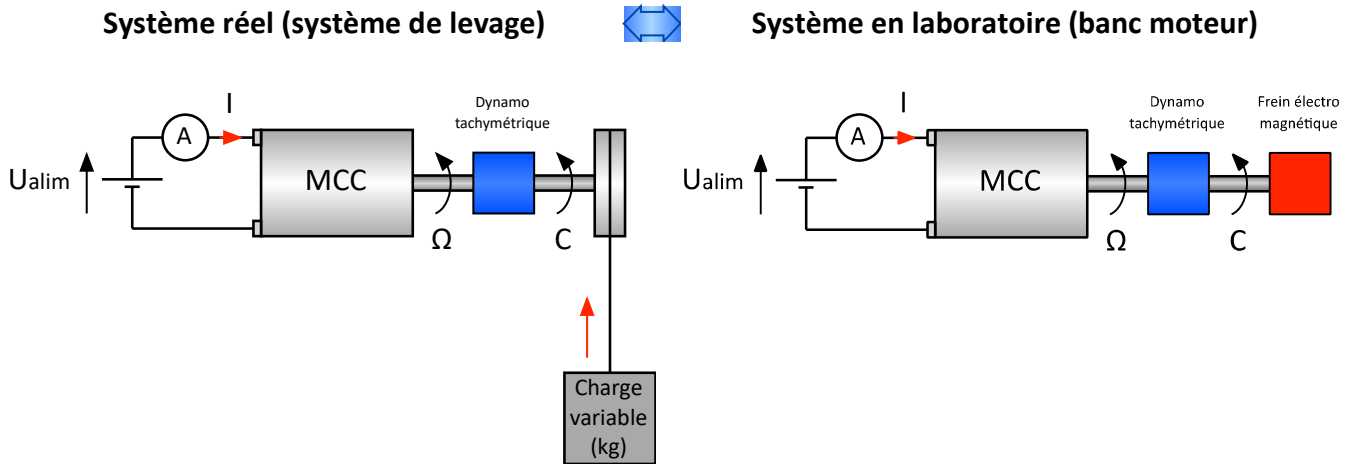 Système réel (système de levage)
Système en laboratoire (banc moteur)
I
A
Dynamo
tachymétrique
Ualim
MCC
Ω
C
Charge
variable
(kg)
I
A
Dynamo
tachymétrique
Frein électro
magnétique
Ualim
MCC
Ω
C